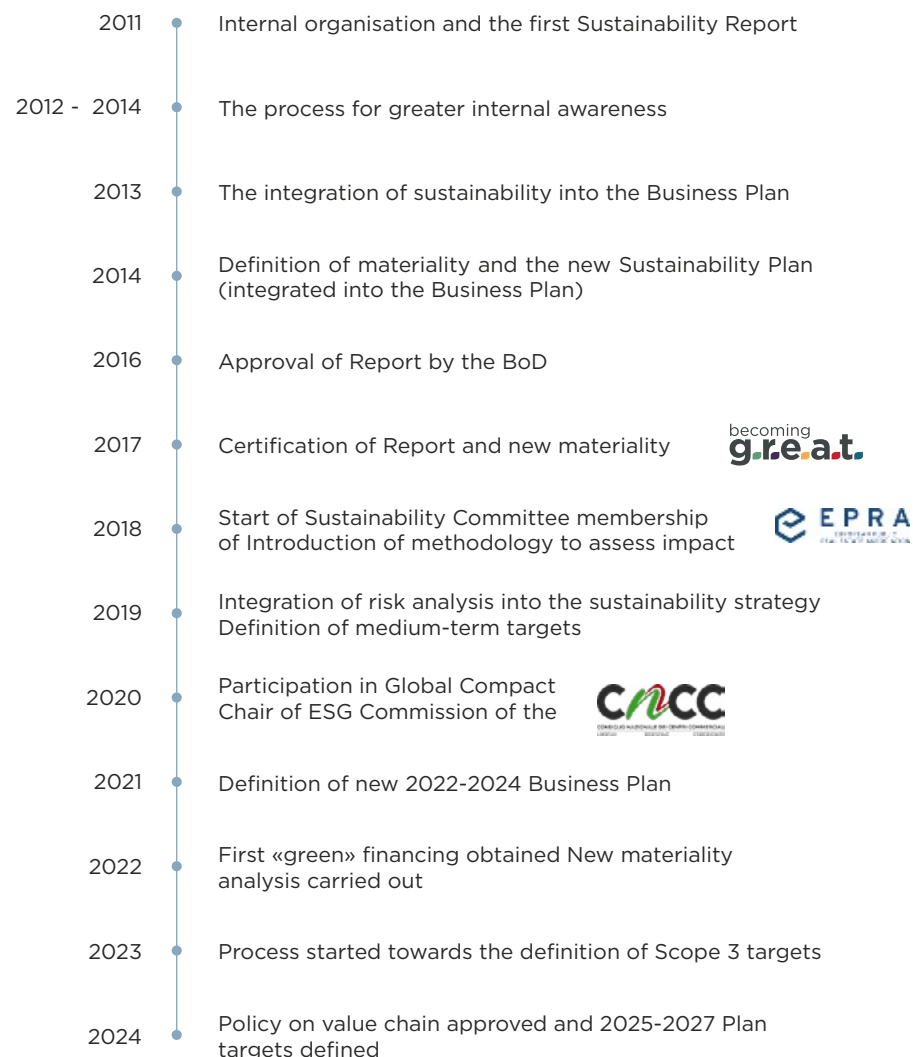 2011 Internal organisation and the first Sustainability Report
2012 - 2014 The process for greater internal awareness
2013 The integration of sustainability into the Business Plan
2014 Definition of materiality and the new Sustainability Plan
(integrated into the Business Plan)
2016 Approval of Report by the BoD
2017 Certification of Report and new materiality
becoming
g.r.e.a.t.
2018 Start of Sustainability Committee membership
of Introduction of methodology to assess impact
EPRA
2019 Integration of risk analysis into the sustainability strategy
Definition of medium-term targets
2020 Participation in Global Compact
Chair of ESG Commission of the
CNCC
CONSIGLIO NAZIONALE DEI CENTRI COMMERCIALI
2021 Definition of new 2022-2024 Business Plan
2022 First «green» financing obtained New materiality
analysis carried out
2023 Process started towards the definition of Scope 3 targets
2024 Policy on value chain approved and 2025-2027 Plan
targets defined